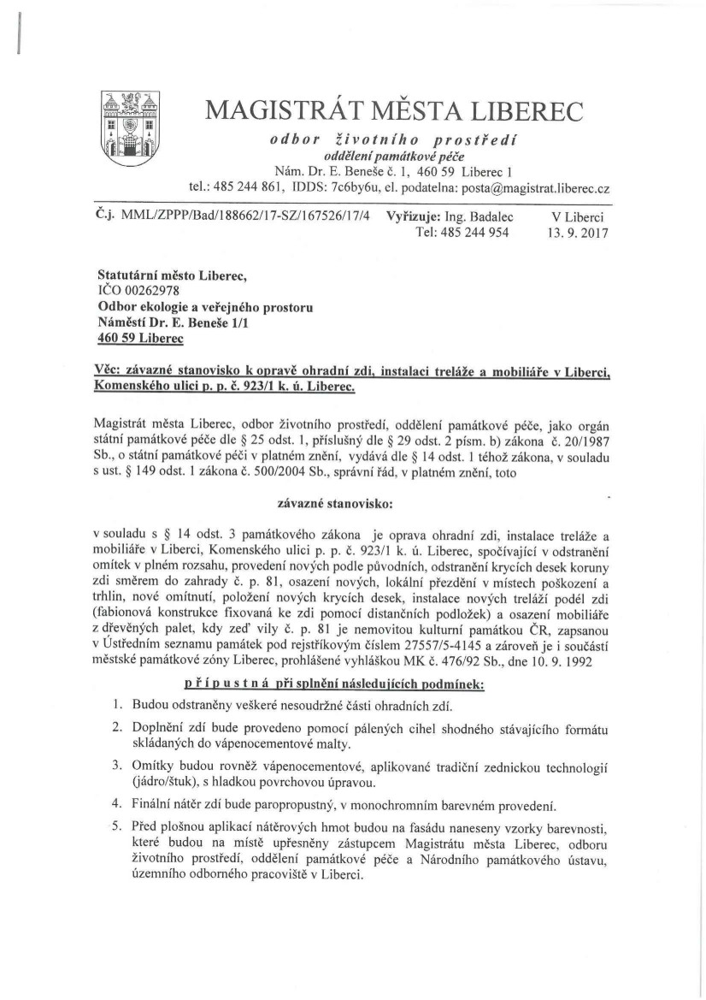 MAGISTRÁT MĚSTA LIBEREC
odbor životního prostředí
oddělení památkové péče
Nám. Dr. E. Beneše č. 1, 460 59 Liberec 1
tel.: 485 244 861, IDDS: 7c6by6u, el. podatelna: posta@magistrat.liberec.cz
Č.j. MML/ZPPP/Bad/188662/17-SZ/167526/17/4 Vyřizuje: Ing. Badalec V Liberci
Tel: 485 244 954 13. 9. 2017
Statutární město Liberec,
IČO 00262978
Odbor ekologie a veřejného prostoru
Náměstí Dr. E. Beneše 1/1
460 59 Liberec
Věc: závazné stanovisko k opravě ohradní zdi, instalaci treláže a mobiliáře v Liberci,
Komenského ulici p. p. č. 923/1 k. ú. Liberec.
Magistrát města Liberec, odbor životního prostředí, oddělení památkové péče, jako orgán
státní památkové péče dle § 25 odst. 1, příslušný dle § 29 odst. 2 písm. b) zákona č. 20/1987
Sb., o státní památkové péči v platném znění, vydává dle § 14 odst. 1 téhož zákona, v souladu
s ust. § 149 odst. 1 zákona č. 500/2004 Sb., správní řád, v platném znění, toto
závazné stanovisko:
v souladu s § 14 odst. 3 památkového zákona je oprava ohradní zdi, instalace treláže a
mobiliáře v Liberci, Komenského ulici p. p. č. 923/1 k. ú. Liberec, spočívající v odstranění
omítek v plném rozsahu, provedení nových podle původních, odstranění krycích desek koruny
zdi směrem do zahrady č. p. 81, osazení nových, lokální přezdění v místech poškození a
trhlin, nové omítnutí, položení nových krycích desek, instalace nových treláží podél zdi
(fabionová konstrukce fixovaná ke zdi pomocí distančních podložek) a osazení mobiliáře
z dřevěných palet, kdy zeď vily č. p. 81 je nemovitou kulturní památkou ČR, zapsanou
v Ústředním seznamu památek pod rejstříkovým číslem 27557/5-4145 a zároveň je i součástí
městské památkové zóny Liberec, prohlášené vyhláškou MK č. 476/92 Sb., dne 10. 9. 1992
přípustná při splnění následujících podmínek:
1. Budou odstraněny veškeré nesoudržné části ohradních zdí.
2. Doplnění zdí bude provedeno pomocí pálených cihel shodného stávajícího formátu
skládaných do vápenocementové malty.
3. Omítky budou rovněž vápenocementové, aplikované tradiční zednickou technologií
(jádro/štuk), s hladkou povrchovou úpravou.
4. Finální nátěr zdí bude paropropustný, v monochromním barevném provedení.
5. Před plošnou aplikací nátěrových hmot budou na fasádu naneseny vzorky barevnosti,
které budou na místě upřesněny zástupcem Magistrátu města Liberec, odboru
životního prostředí, oddělení památkové péče a Národního památkového ústavu,
územního odborného pracoviště v Liberci.